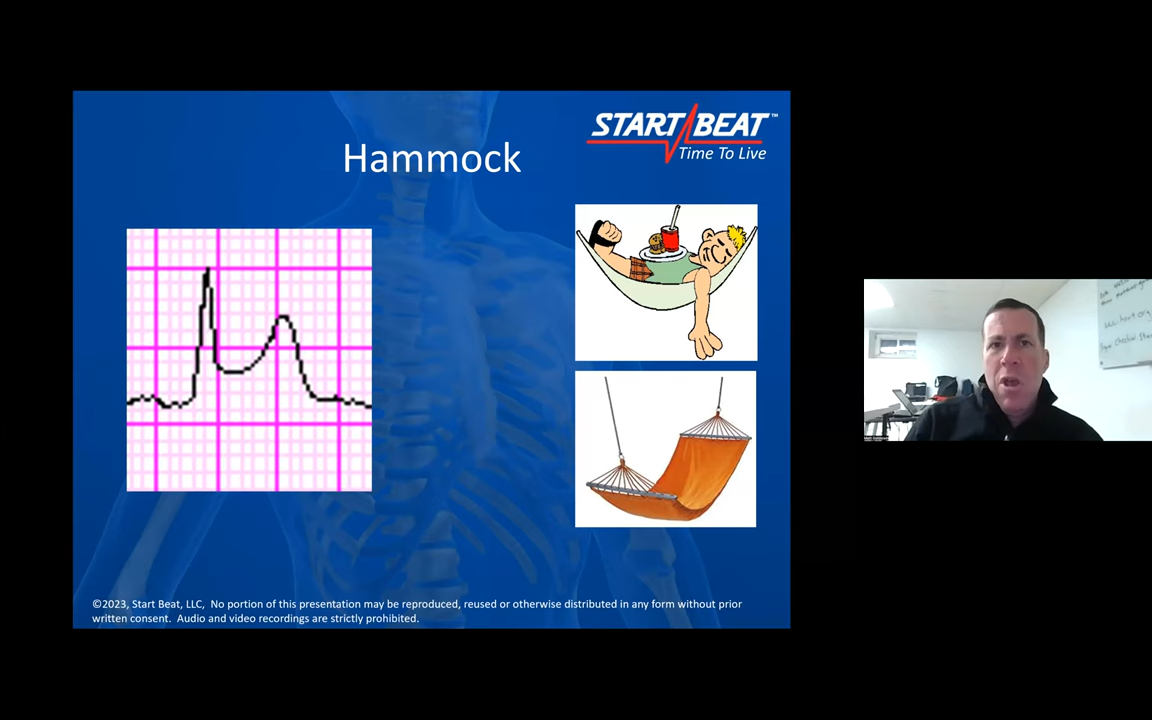 START BEAT™
Time To Live
Hammock
©2023, Start Beat, LLC, No portion of this presentation may be reproduced, reused or otherwise distributed in any form without prior
written consent. Audio and video recordings are strictly prohibited.